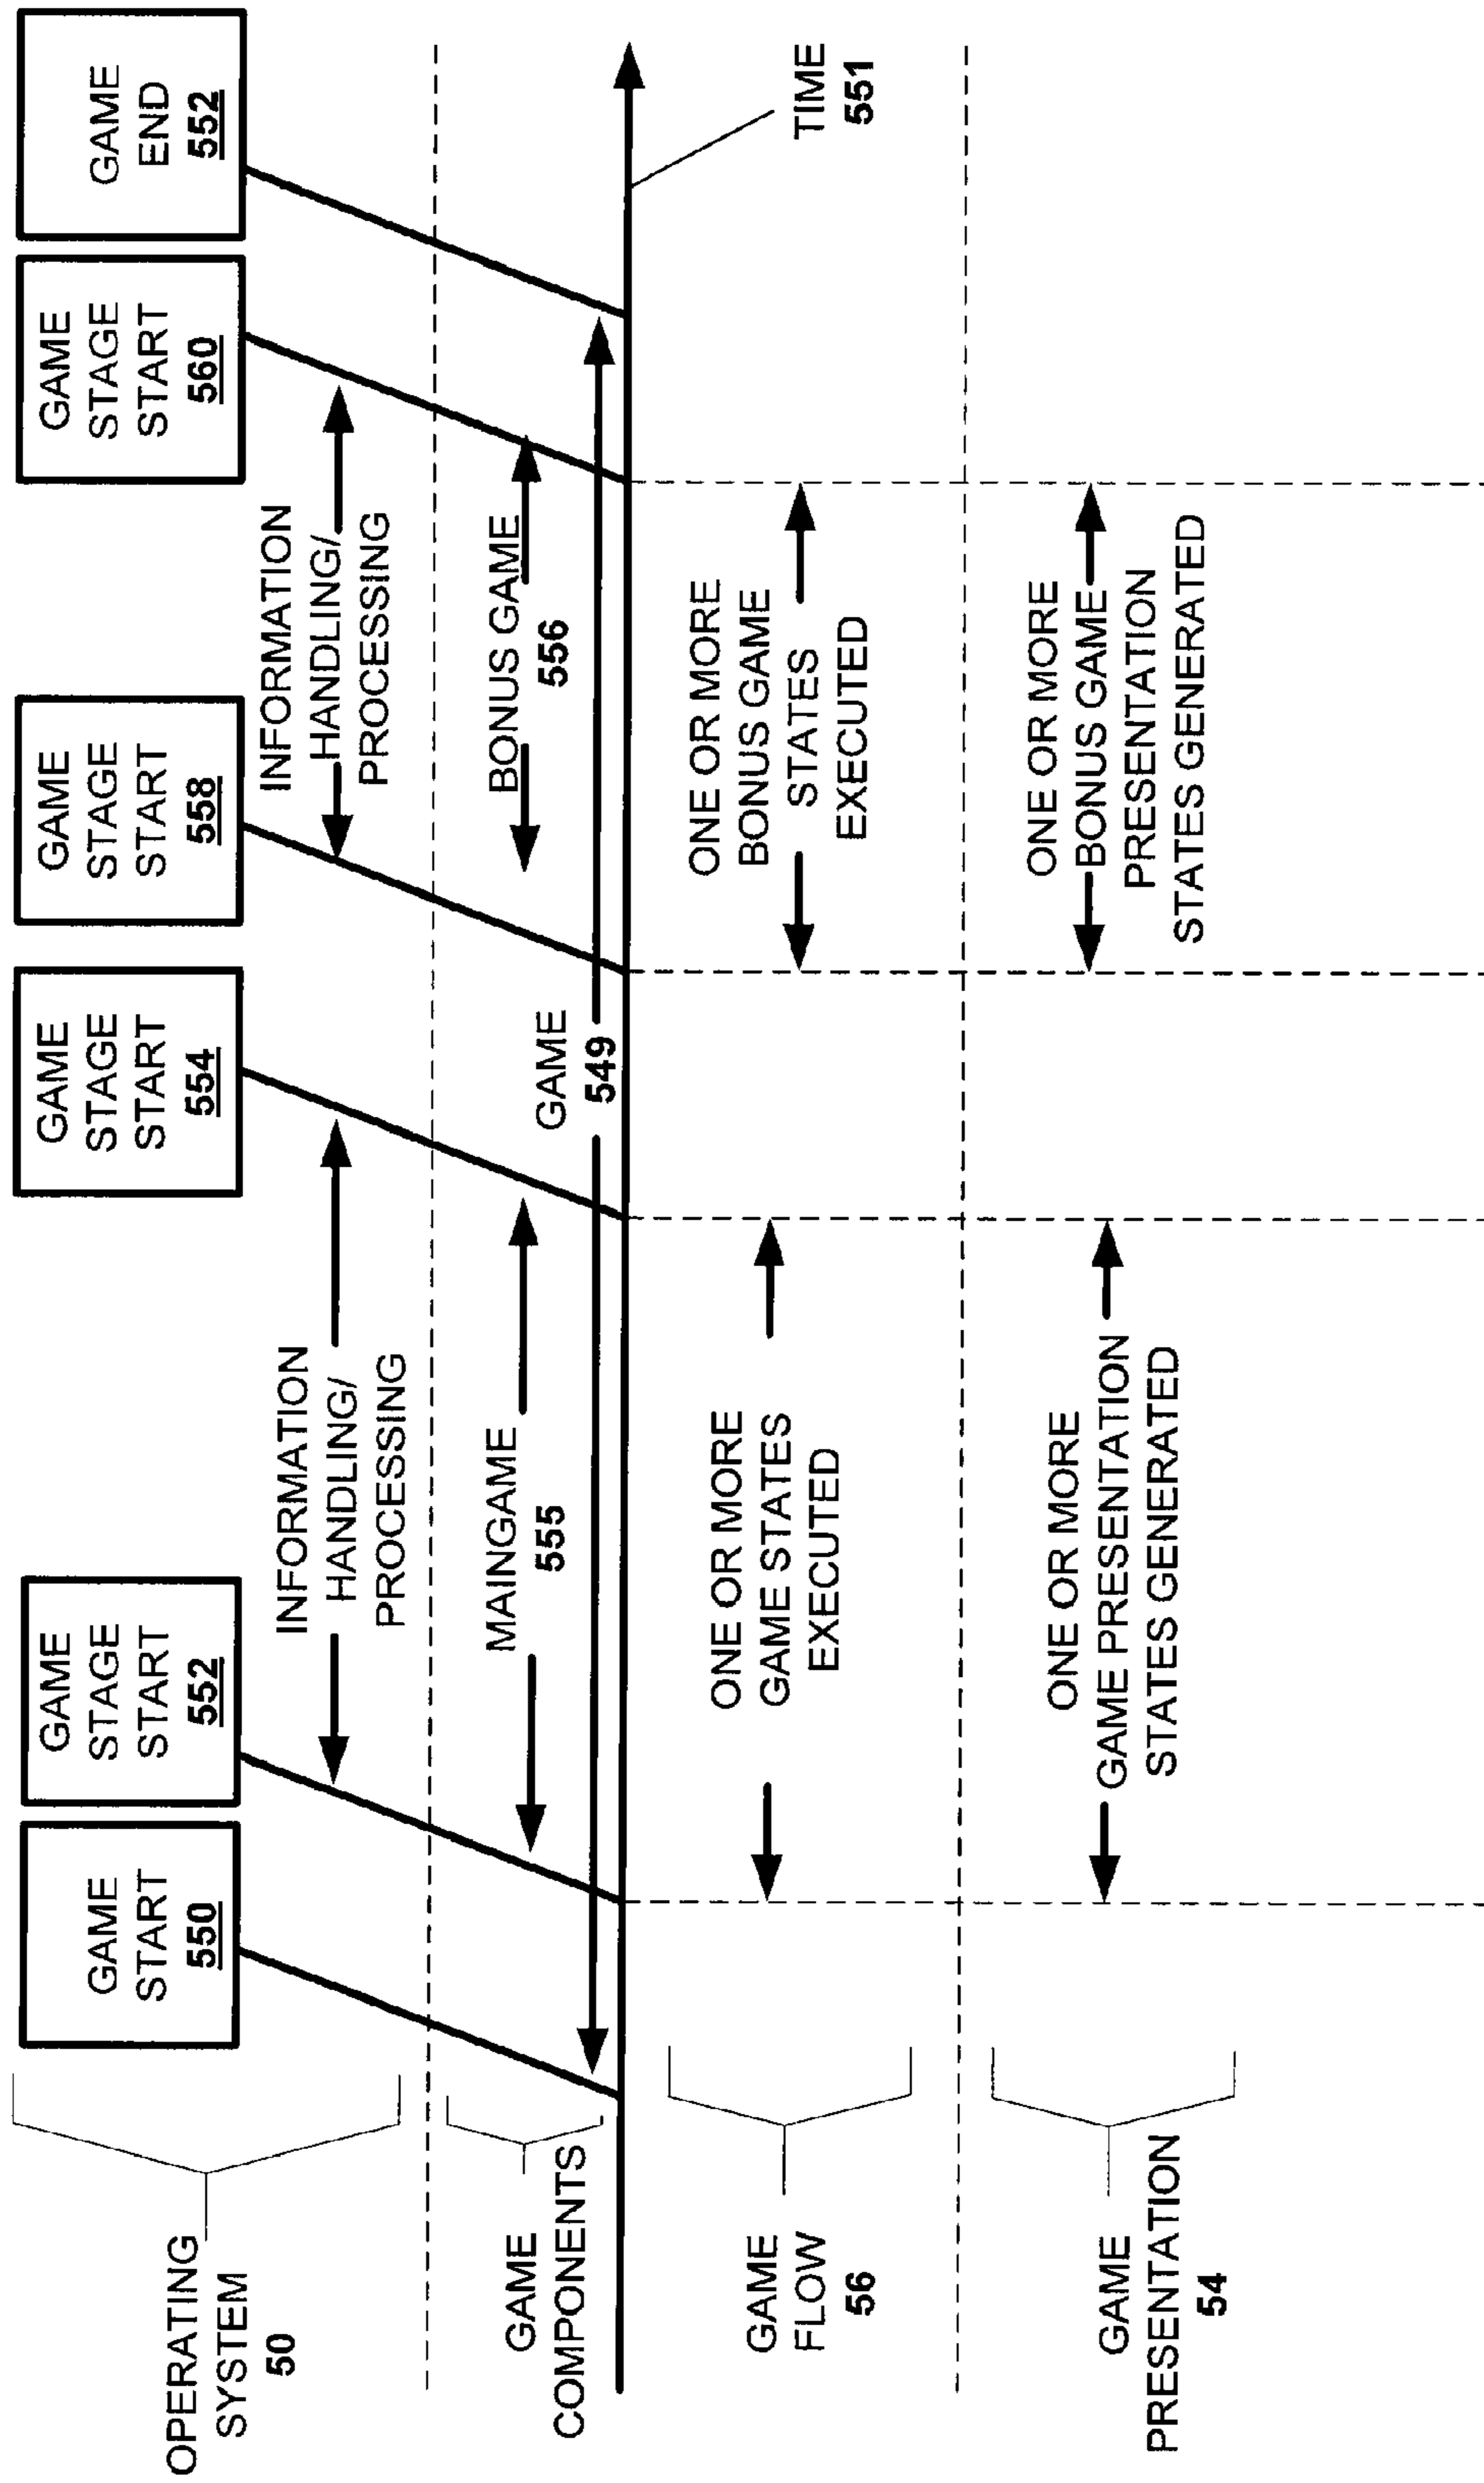 OPERATING
SYSTEM
50
GAME
START
550
GAME
STAGE
START
552
GAME
STAGE
START
554
GAME
STAGE
START
558
GAME
STAGE
START
560
GAME
END
552
INFORMATION
HANDLING/
PROCESSING
INFORMATION
HANDLING/
PROCESSING
GAME
COMPONENTS
MAINGAME
555
GAME
549
BONUS GAME
556
TIME
551
GAME
FLOW
56
ONE OR MORE
GAME STATES
EXECUTED
ONE OR MORE
BONUS GAME
STATES
EXECUTED
GAME
PRESENTATION
54
ONE OR MORE
GAME PRESENTATION
STATES GENERATED
ONE OR MORE
BONUS GAME
PRESENTATION
STATES GENERATED